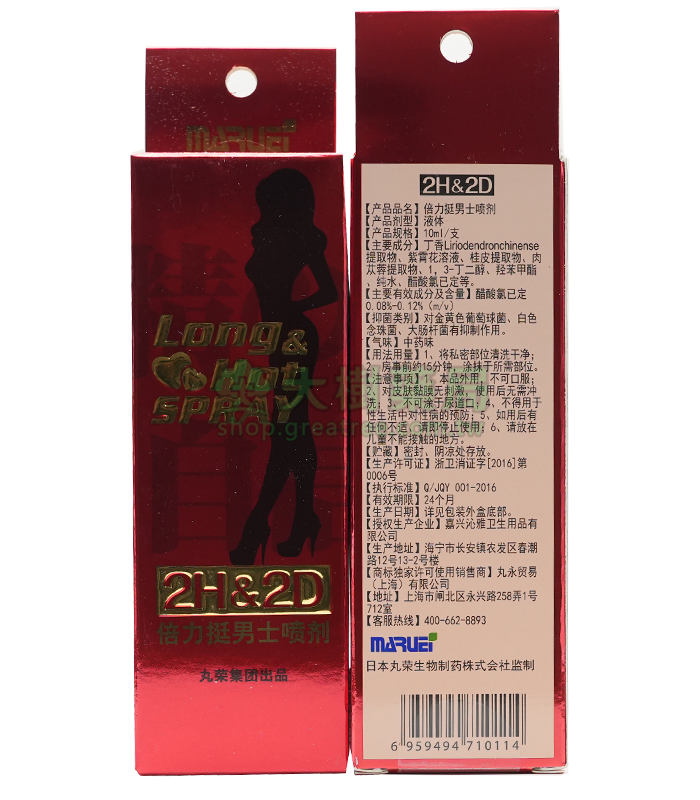 MARUEI
Long &
Hot
SPRAY
2H&2D
倍力挺男士喷剂
丸荣集团出品
2H&2D
【产品品名】倍力挺男士喷剂
【产品剂型】液体
【产品规格】10ml/支
【主要成分】丁香Liriodendronchinense
提取物、紫霄花溶液、桂皮提取物、肉
苁蓉提取物、1，3-丁二醇、羟苯甲酯
、纯水、醋酸氯已定等。
【主要有效成分及含量】醋酸氯已定
0.08%-0.12%（m/v）
【抑菌类别】对金黄色葡萄球菌、白色
念珠菌、大肠杆菌有抑制作用。
【气味】中药味
【用法用量】1、将私密部位清洗干净；
2、房事前约15分钟，涂抹于所需部位。
【注意事项】1、本品外用，不可口服；
2、对皮肤黏膜无刺激，使用后无需冲
洗；3、不可涂于尿道口；4、不得用于
性生活中对性病的预防；5、如用后有
任何不适，请即停止使用；6、请放在
儿童不能接触的地方。
【贮藏】密封、阴凉处存放。
【生产许可证】浙卫消证字[2016]第
0006号
【执行标准】Q/JQY 001-2016
【有效期限】24个月
【生产日期】详见包装外盒底部。
【授权生产企业】嘉兴沁雅卫生用品有
限公司
【生产地址】海宁市长安镇农发区春潮
路12号13-2号楼
【商标独家许可使用销售商】丸永贸易
（上海）有限公司
【地址】上海市闸北区永兴路258弄1号
712室
【客服热线】400-662-8893
MARUEI
日本丸荣生物制药株式会社监制
6 959494 710114